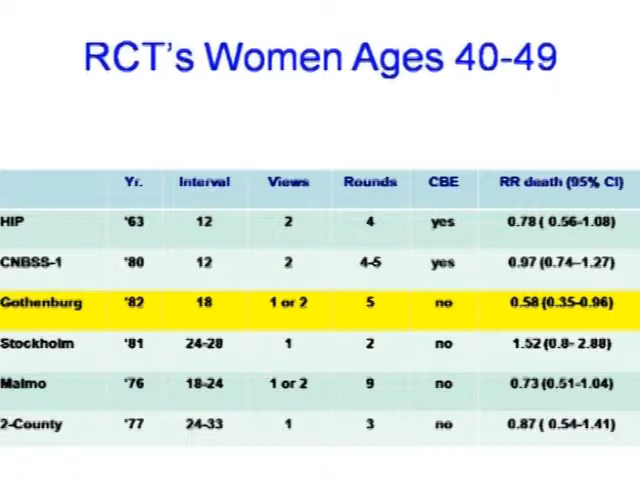 RCT's Women Ages 40-49
Yr. Interval Views Rounds CBE RR death (95% CI)
HIP '63 12 2 4 yes 0.78 ( 0.56-1.08)
CNBSS-1 '80 12 2 4-5 yes 0.97 (0.74–1.27)
Gothenburg '82 18 1 or 2 5 no 0.58 (0.35-0.96)
Stockholm '81 24-28 1 2 no 1.52 (0.8- 2.88)
Malmo '76 18-24 1 or 2 9 no 0.73 (0.51-1.04)
2-County '77 24-33 1 3 no 0.87 ( 0.54-1.41)